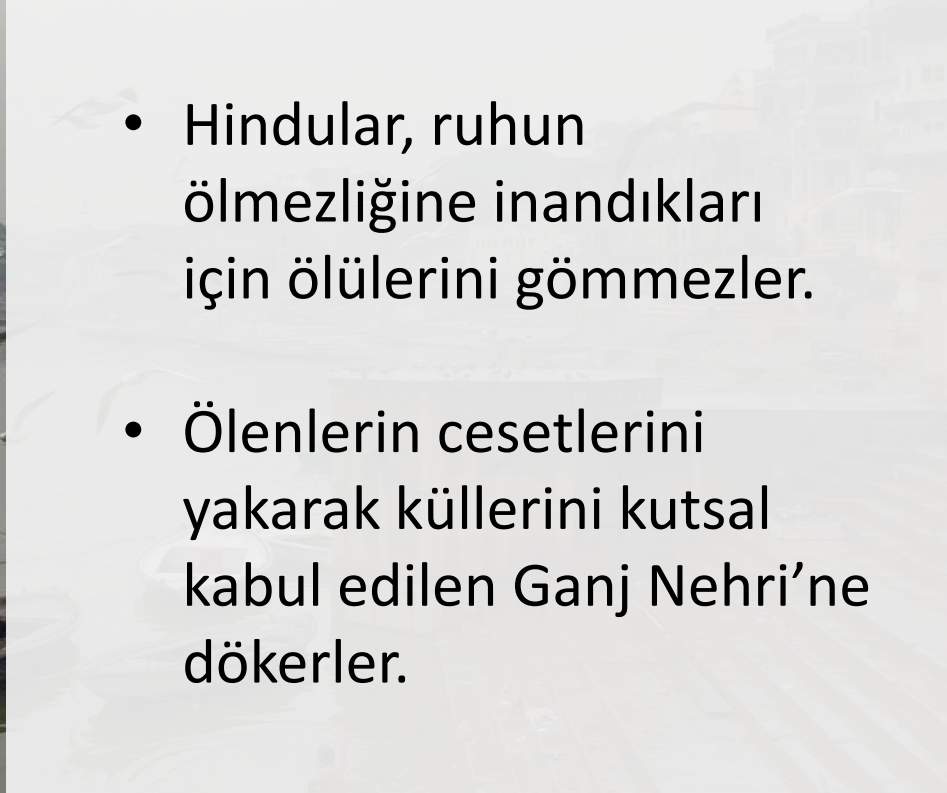 • Hindular, ruhun
ölmezliğine inandıkları
için ölülerini gömmezler.
• Ölenlerin cesetlerini
yakarak küllerini kutsal
kabul edilen Ganj Nehri’ne
dökerler.